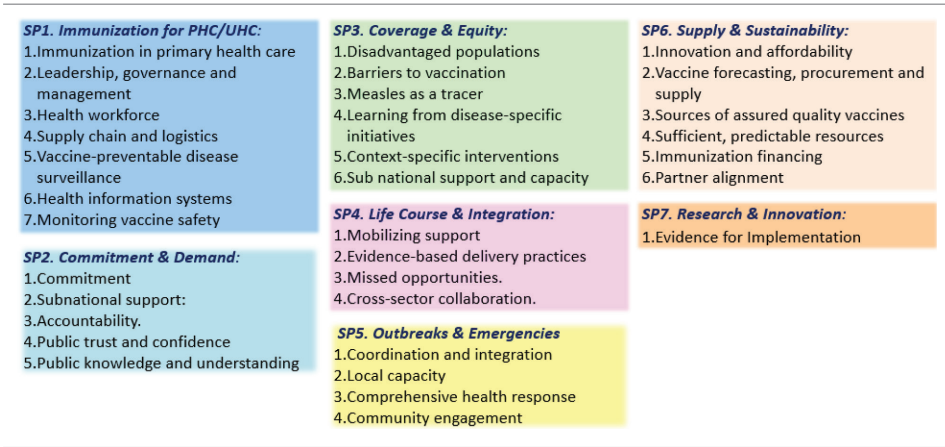 SP1. Immunization for PHC/UHC:
1.Immunization in primary health care
2.Leadership, governance and
management
3.Health workforce
4.Supply chain and logistics
5.Vaccine-preventable disease
surveillance
6.Health information systems
7.Monitoring vaccine safety
SP2. Commitment & Demand:
1.Commitment
2.Subnational support:
3.Accountability.
4.Public trust and confidence
5.Public knowledge and understanding
SP3. Coverage & Equity:
1.Disadvantaged populations
2.Barriers to vaccination
3.Measles as a tracer
4.Learning from disease-specific
initiatives
5.Context-specific interventions
6.Sub national support and capacity
SP4. Life Course & Integration:
1.Mobilizing support
2.Evidence-based delivery practices
3.Missed opportunities.
4.Cross-sector collaboration.
SP5. Outbreaks & Emergencies
1.Coordination and integration
2.Local capacity
3.Comprehensive health response
4.Community engagement
SP6. Supply & Sustainability:
1.Innovation and affordability
2.Vaccine forecasting, procurement and
supply
3.Sources of assured quality vaccines
4.Sufficient, predictable resources
5.Immunization financing
6.Partner alignment
SP7. Research & Innovation:
1.Evidence for Implementation